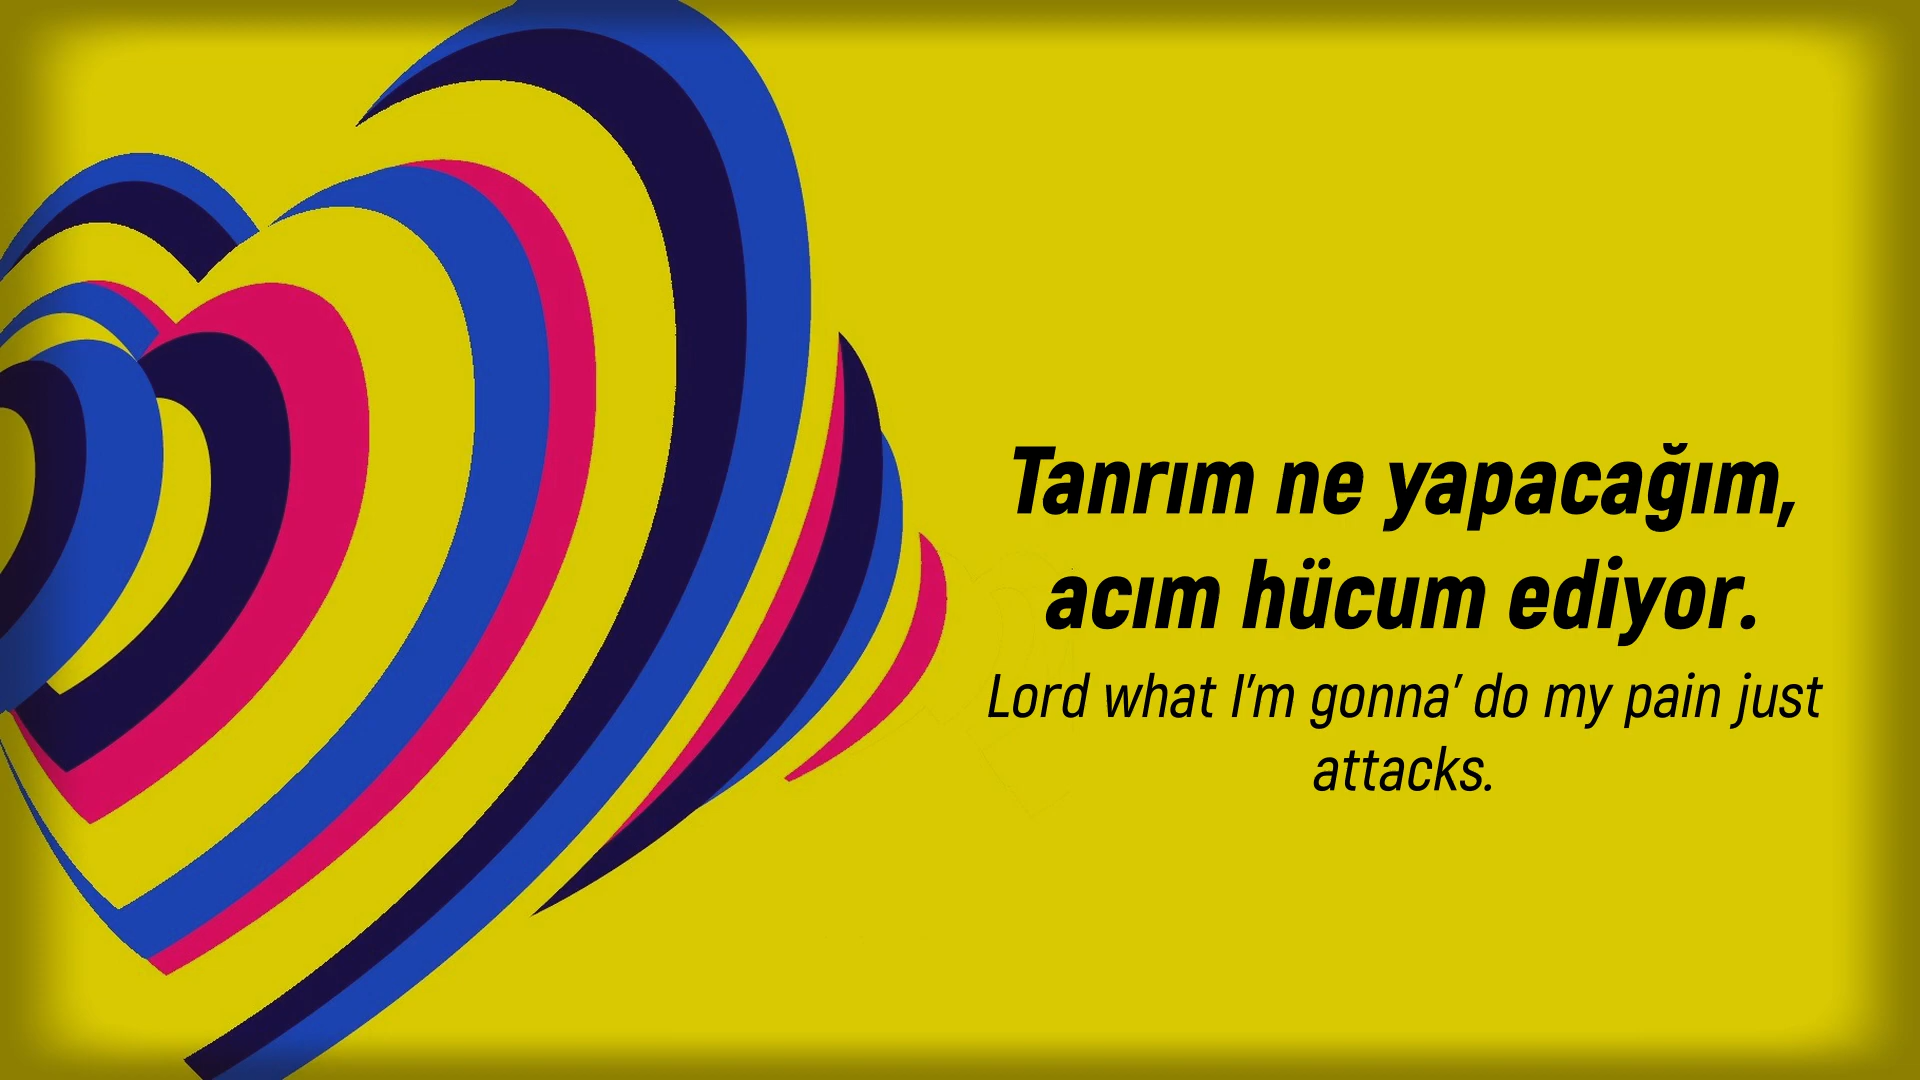 Tanrım ne yapacağım,
acım hücum ediyor.
Lord what I’m gonna’ do my pain just
attacks.